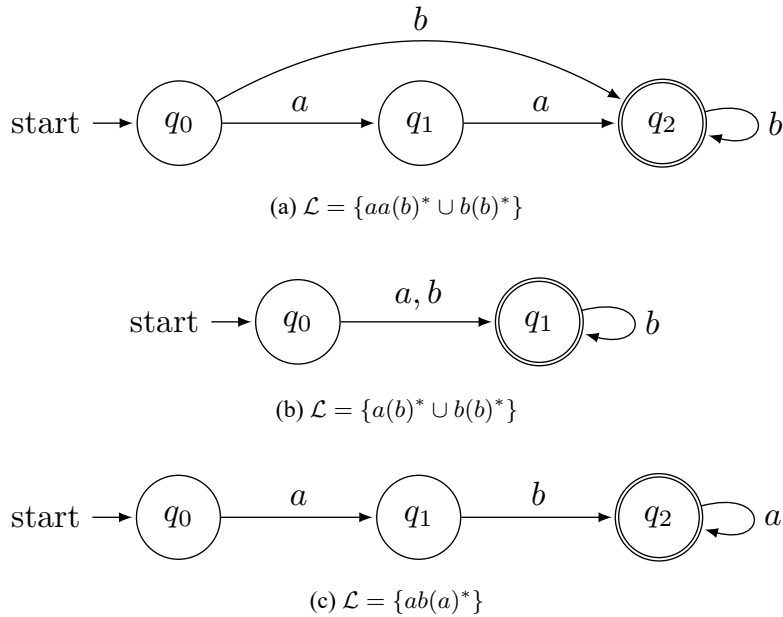 b
start q₀ a q₁ a q₂ b
(a) ℒ = {aa(b)* ∪ b(b)*}
start q₀ a, b q₁ b
(b) ℒ = {a(b)* ∪ b(b)*}
start q₀ a q₁ b q₂ a
(c) ℒ = {ab(a)*}